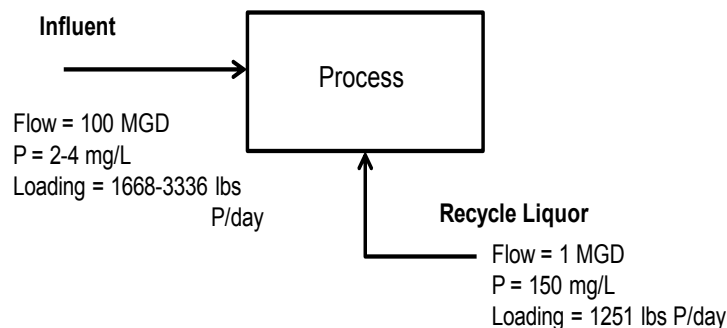 Influent
Process
Flow = 100 MGD
P = 2-4 mg/L
Loading = 1668-3336 lbs
P/day
Recycle Liquor
Flow = 1 MGD
P = 150 mg/L
Loading = 1251 lbs P/day